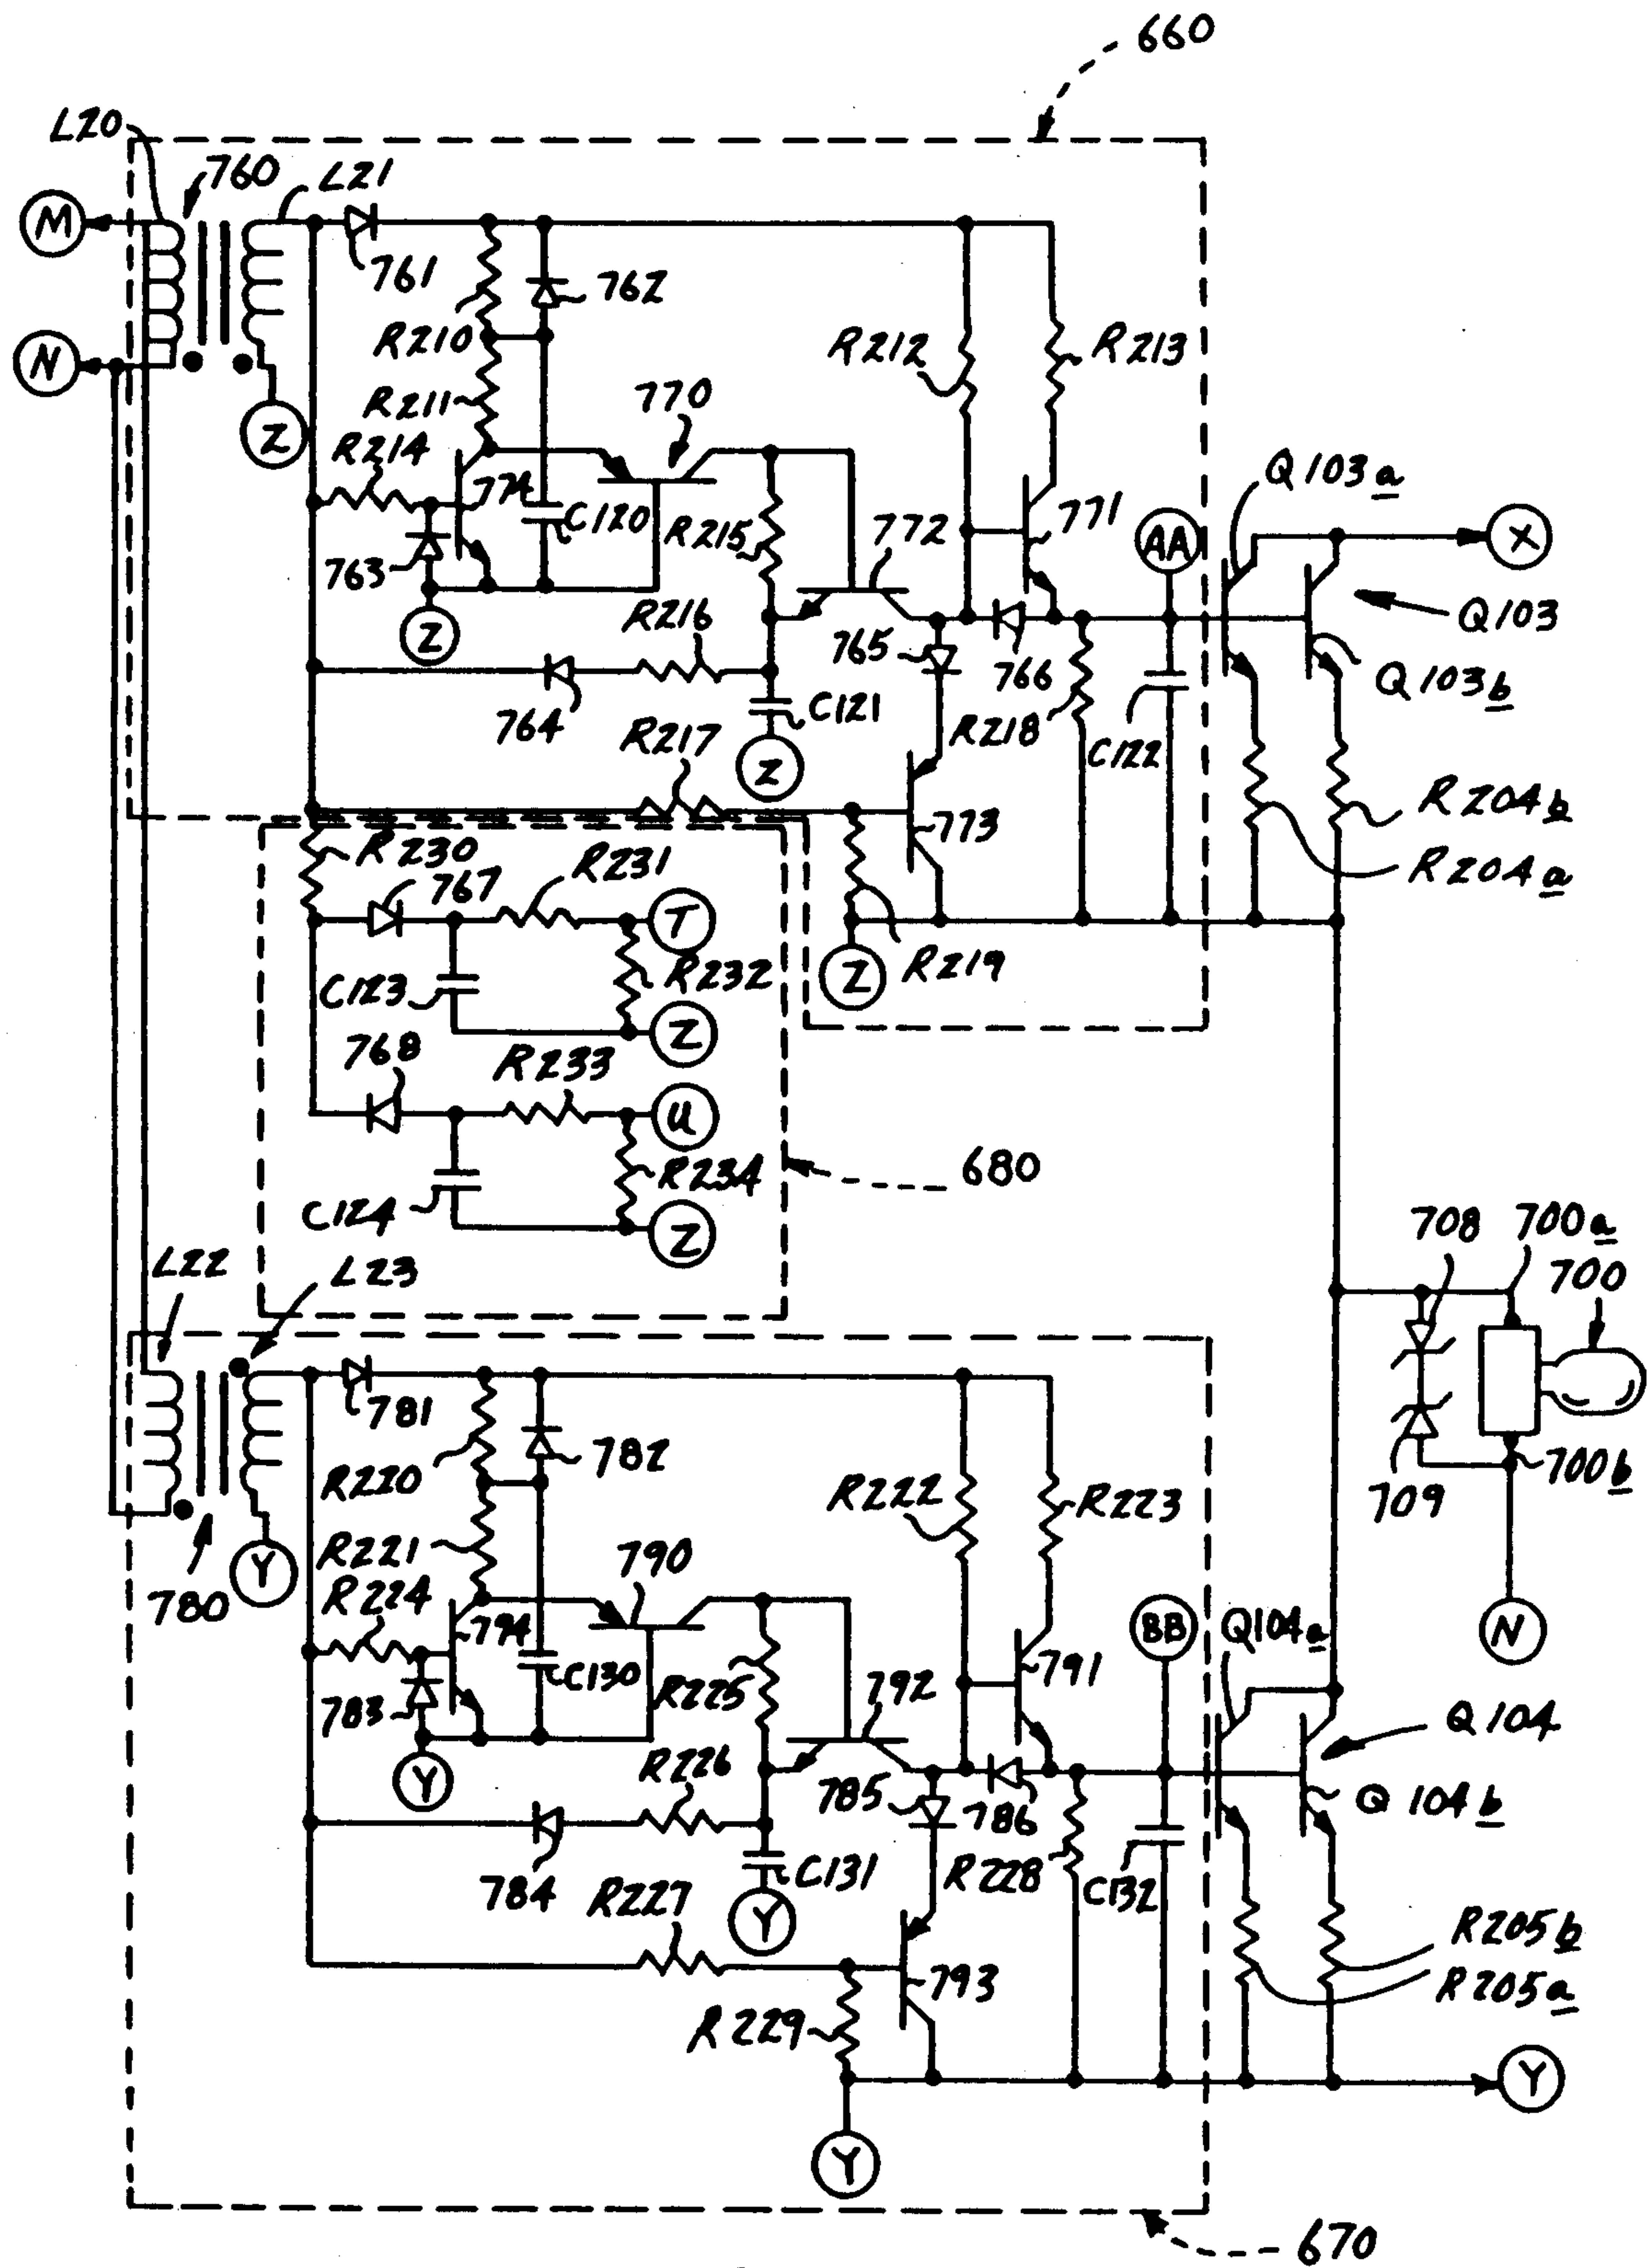 660
L20
760
L21
M
761
762
R210
R212
R213
N
R211
770
Z
R214
774
C120
R215
772
771
AA
Q103a
X
763
Z
R216
765
766
Q103
Q103b
764
C121
R217
Z
R218
C122
773
R204b
R204a
R230
767
R231
T
C123
R232
Z
R219
Z
768
R233
U
680
C124
R234
Z
708
700a
700
L22
L23
709
700b
N
781
782
R220
R222
R223
R221
790
780
Y
R224
794
C130
R225
792
791
BB
Q104a
783
Y
R226
785
786
Q104
Q104b
784
C131
R227
Y
R228
C132
793
R205b
R205a
R229
Y
Y
670